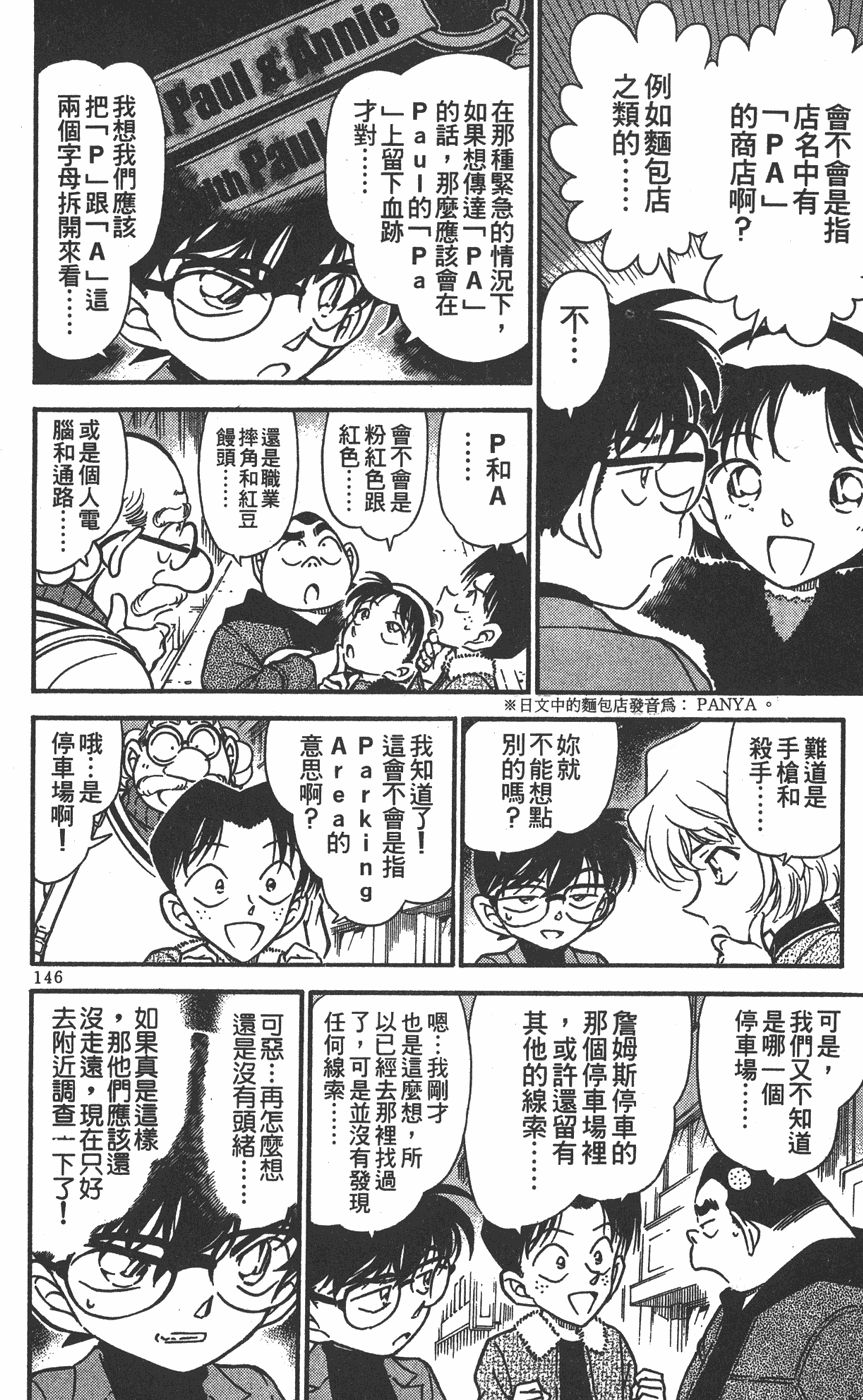 會不會是指
店名中有
「PA」
的商店啊?
例如麵包店
之類的⋯⋯
不⋯
Paul & Annie
ith Paul
在那種緊急的情況下,
如果想傳達「PA」
的話,那麼應該會在
Paul的「Pa
」上留下血跡
才對⋯⋯
我想我們應該
把「P」跟「A」這
兩個字母拆開來看⋯⋯
P和A
⋯⋯
會不會是
粉紅色跟
紅色⋯⋯
還是職業
摔角和紅豆
饅頭⋯⋯
或是個人電
腦和通路⋯⋯
※日文中的麵包店發音爲:PANYA。
難道是
手槍和
殺手⋯⋯
妳就
不能想點
別的嗎?
我知道了!
這會不會是指
Parking
Area的
意思啊?
哦⋯是
停車場啊!
146
可是,
我們又不知道
是哪一個
停車場⋯⋯
詹姆斯停車的
那個停車場裡
,或許還留有
其他的線索⋯⋯
嗯⋯我剛才
也是這麼想,所
以已經去那裡找過
了,可是並沒有發現
任何線索⋯⋯
可惡⋯再怎麼想
還是沒有頭緒⋯⋯
如果真是這樣
,那他們應該還
沒走遠,現在只好
去附近調查一下了!